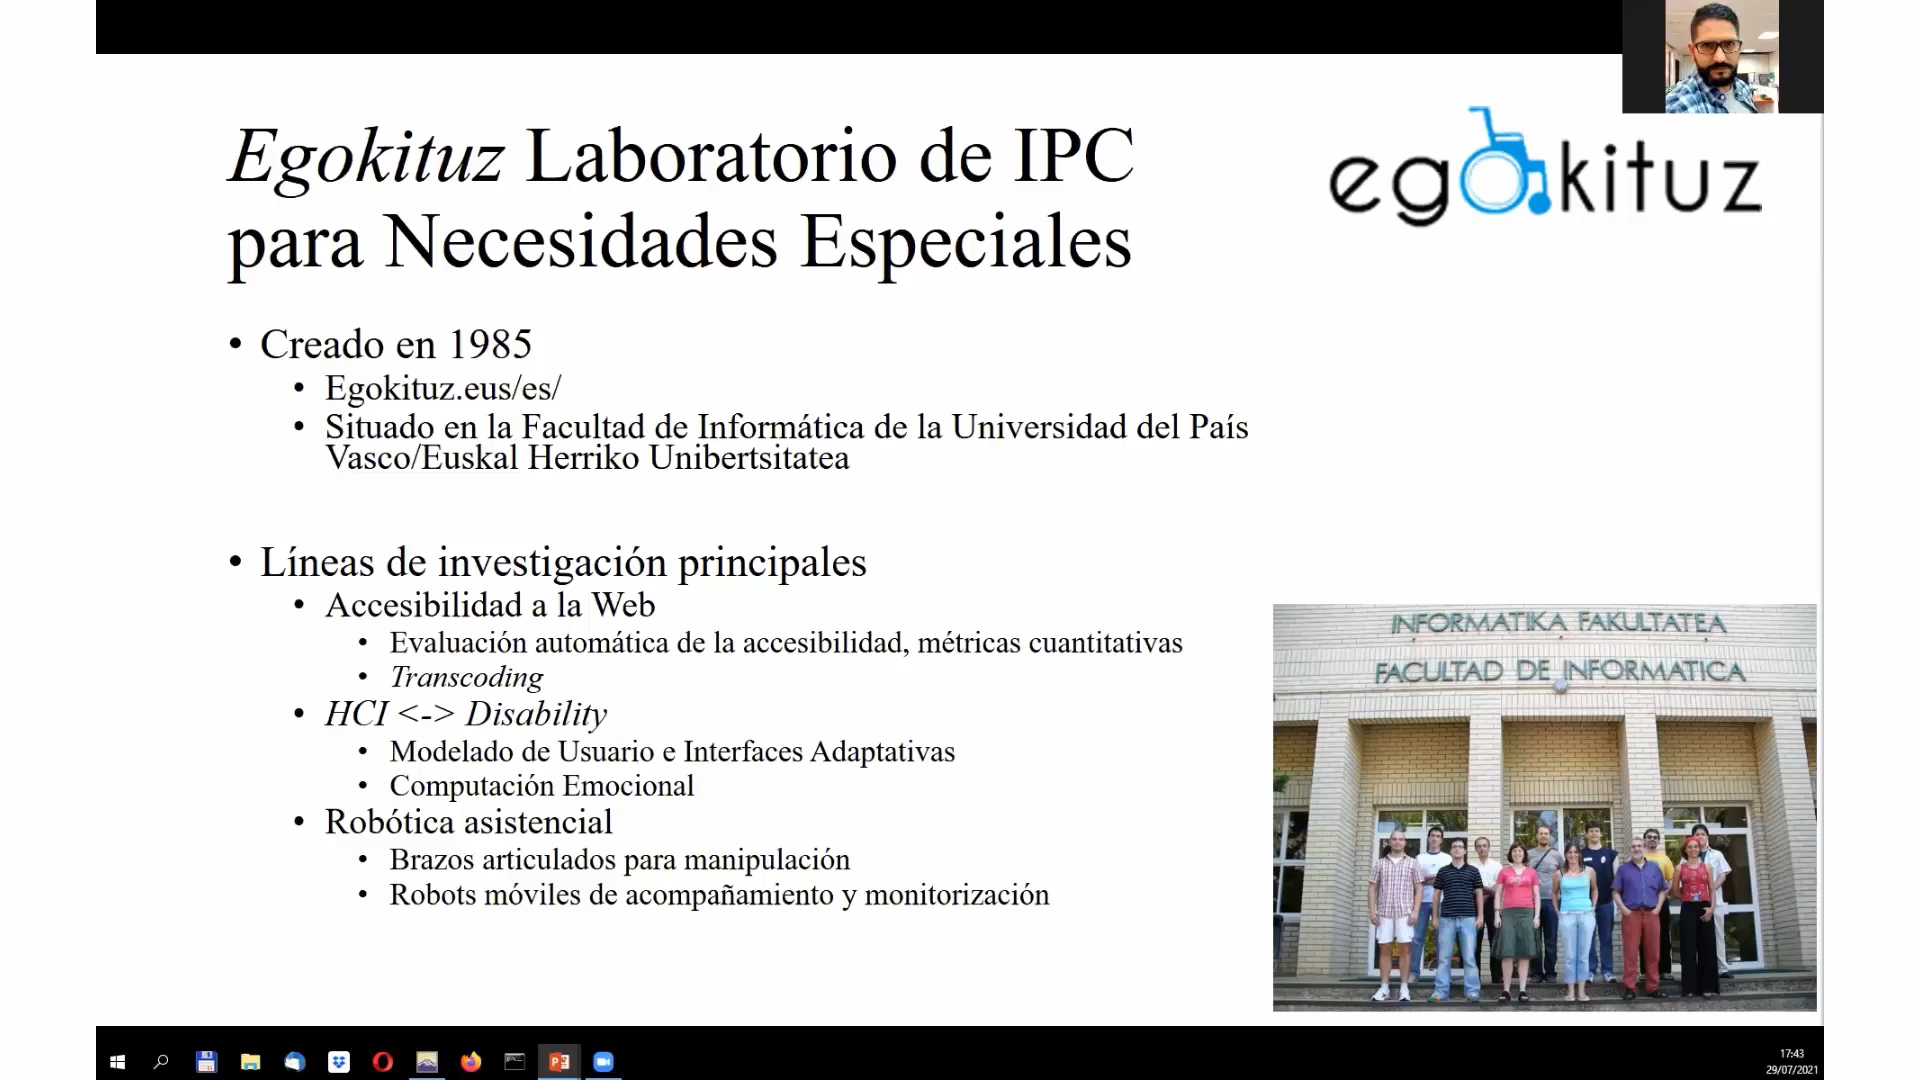 Egokituz Laboratorio de IPC
para Necesidades Especiales
egokituz
• Creado en 1985
• Egokituz.eus/es/
• Situado en la Facultad de Informática de la Universidad del País
Vasco/Euskal Herriko Unibertsitatea
• Líneas de investigación principales
• Accesibilidad a la Web
• Evaluación automática de la accesibilidad, métricas cuantitativas
• Transcoding
• HCI <-> Disability
• Modelado de Usuario e Interfaces Adaptativas
• Computación Emocional
• Robótica asistencial
• Brazos articulados para manipulación
• Robots móviles de acompañamiento y monitorización
INFORMATIKA FAKULTATEA
FACULTAD DE INFORMATICA
17:43
29/07/2021